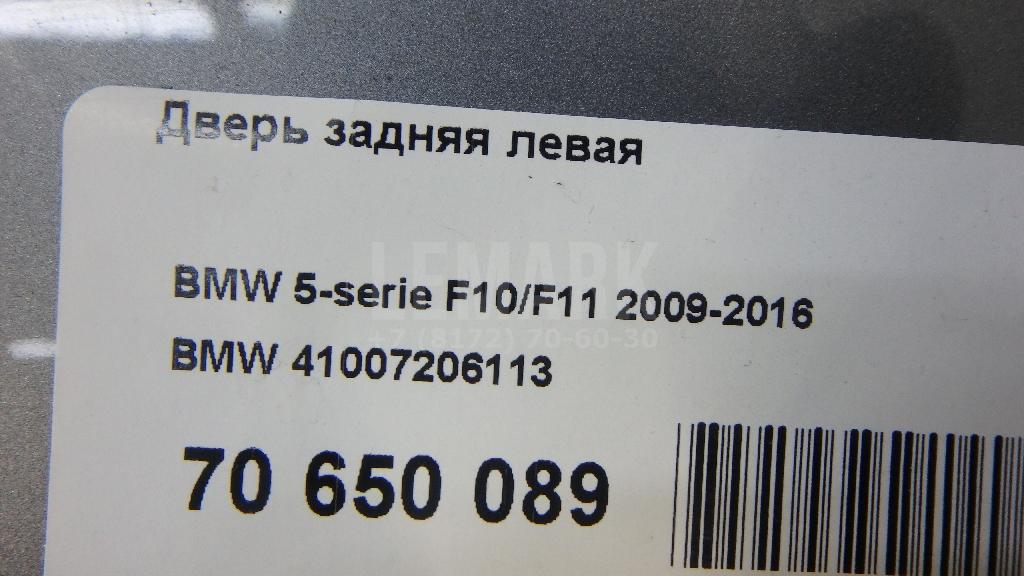 Дверь задняя левая
LEMARK
BMW 5-serie F10/F11 2009-2016
+7 (8172) 70-60-30
BMW 41007206113
70 650 089